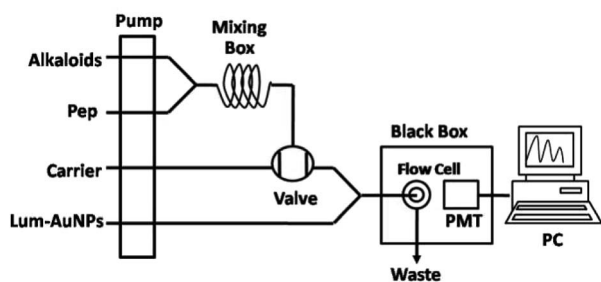 Pump
Mixing
Box
Alkaloids
Pep
Carrier
Lum-AuNPs
Valve
Black Box
Flow Cell
PMT
PC
Waste